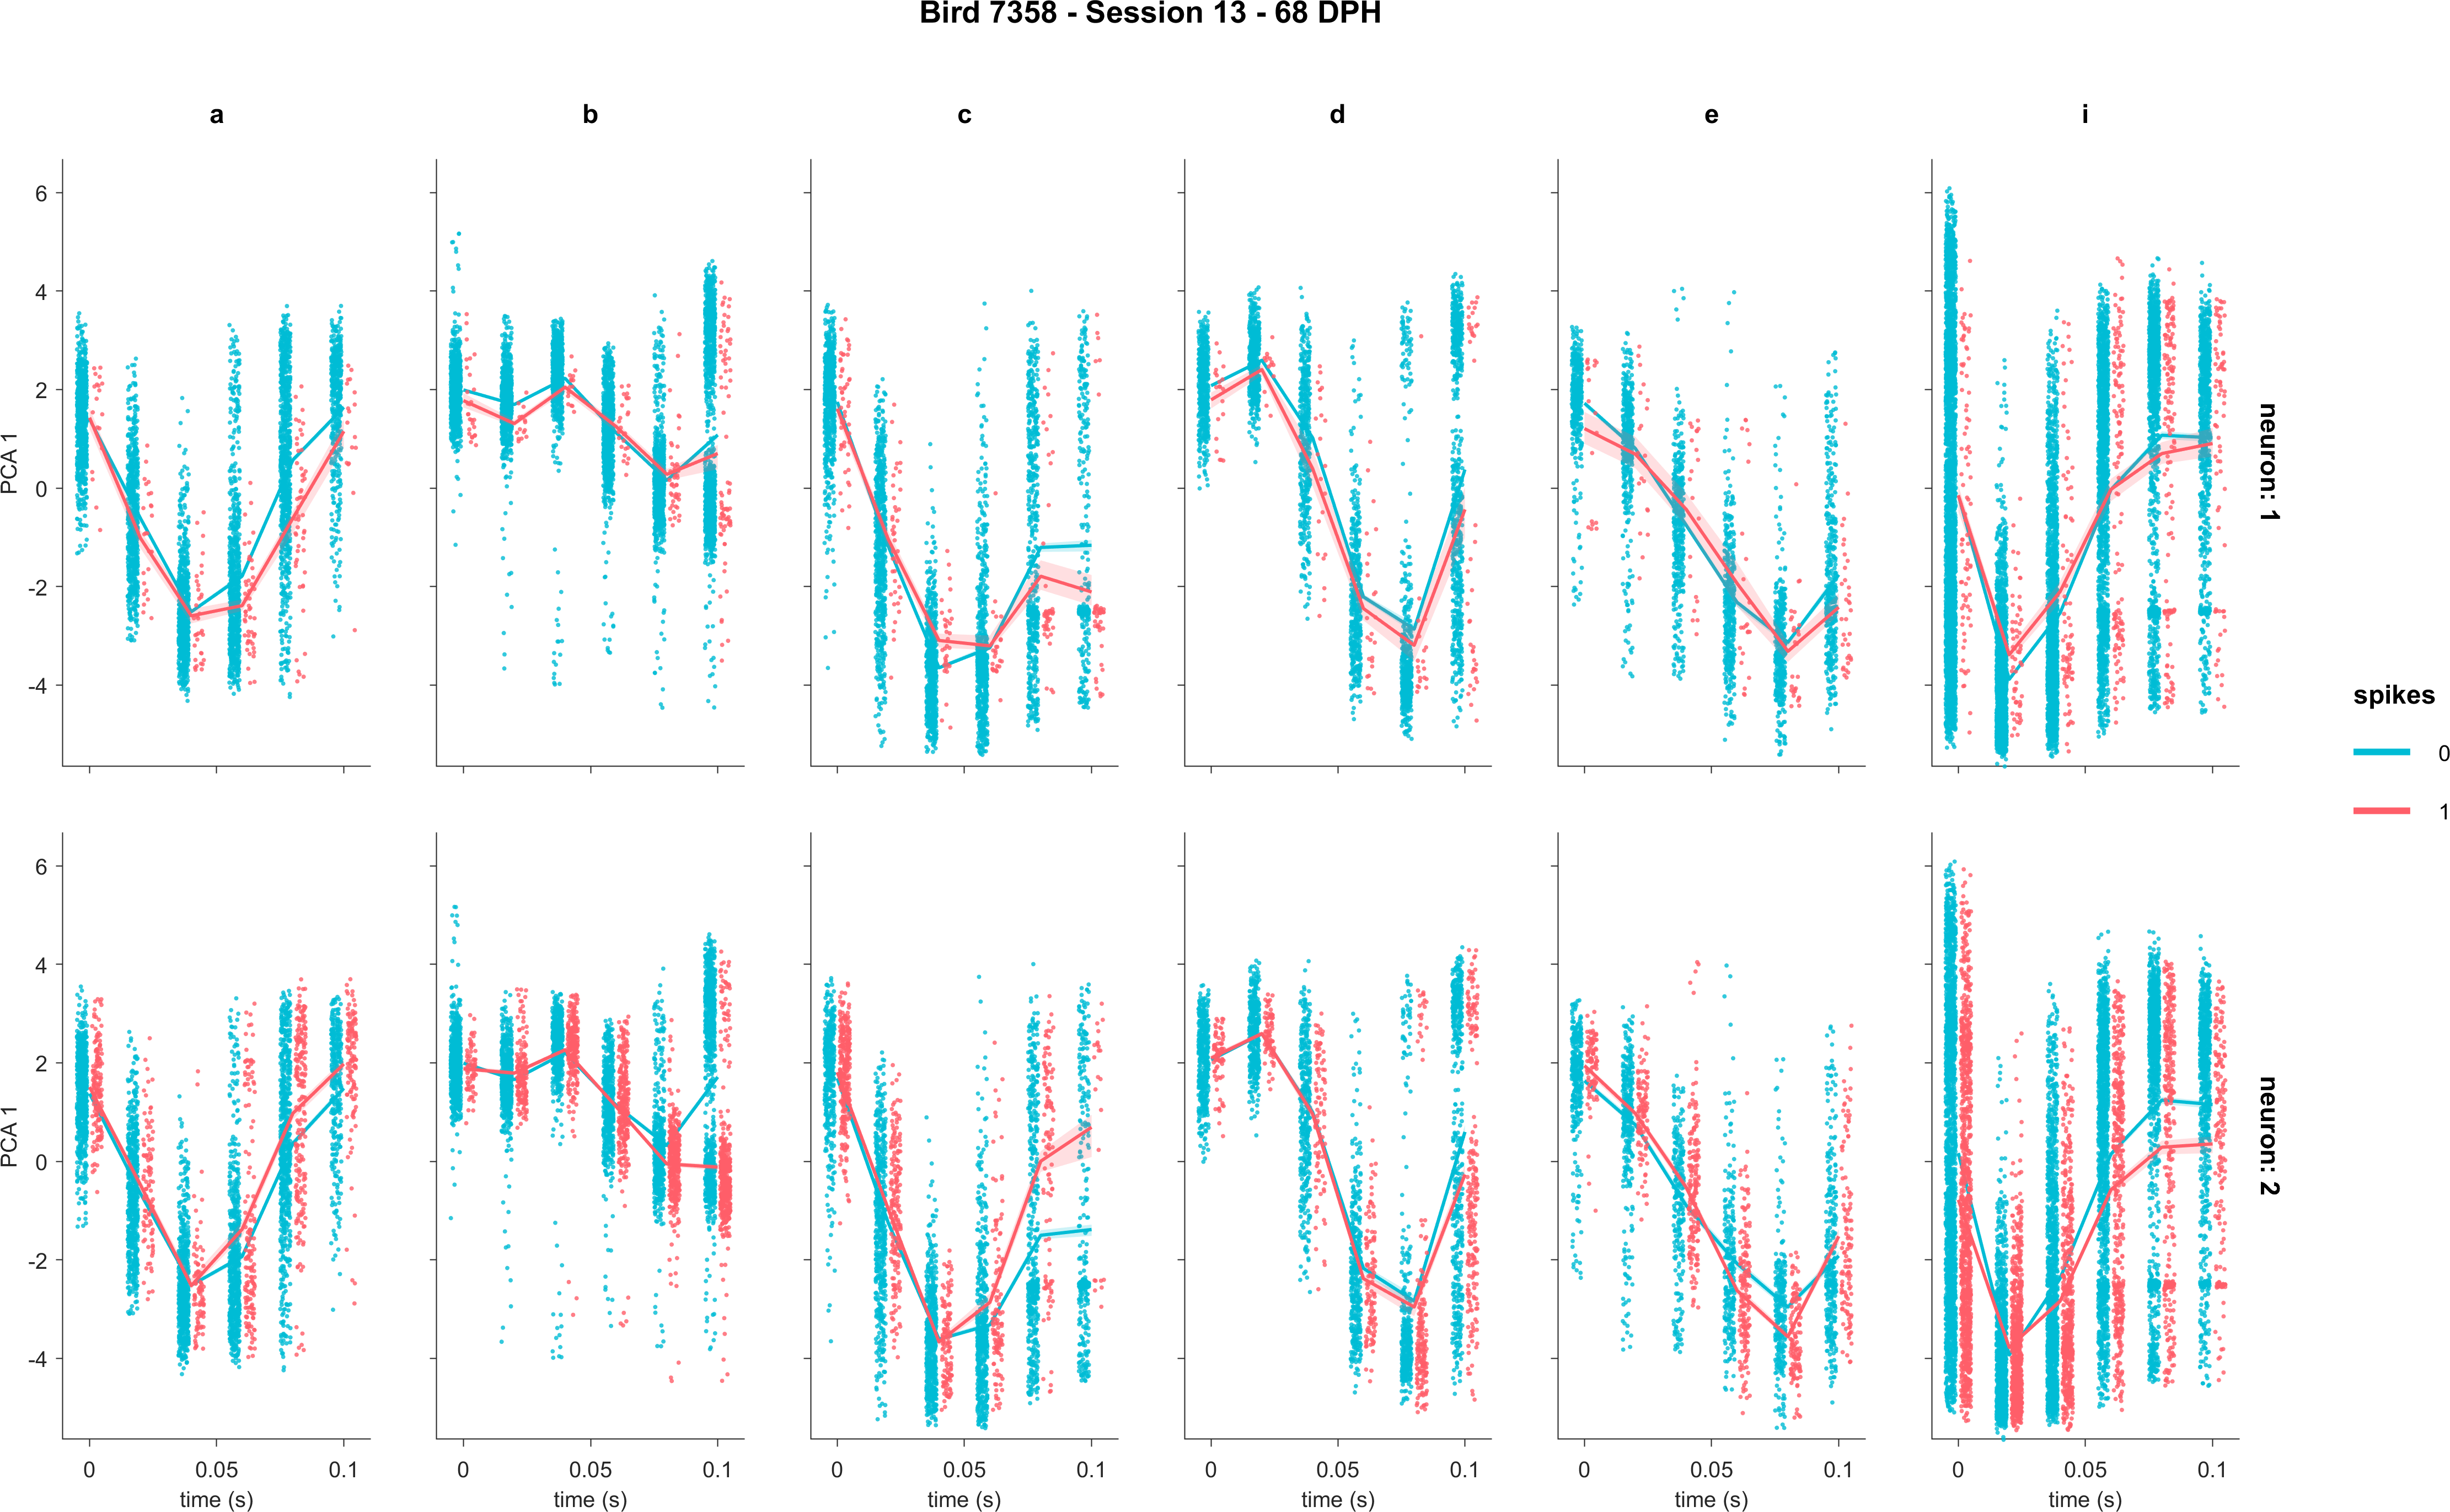 Bird 7358 - Session 13 - 68 DPH
a b c d e i
6
4
2
0
-2
-4
PCA 1
neuron: 1
spikes
0
1
6
4
2
0
-2
-4
PCA 1
neuron: 2
0 0.05 0.1 0 0.05 0.1 0 0.05 0.1 0 0.05 0.1 0 0.05 0.1 0 0.05 0.1
time (s) time (s) time (s) time (s) time (s) time (s)